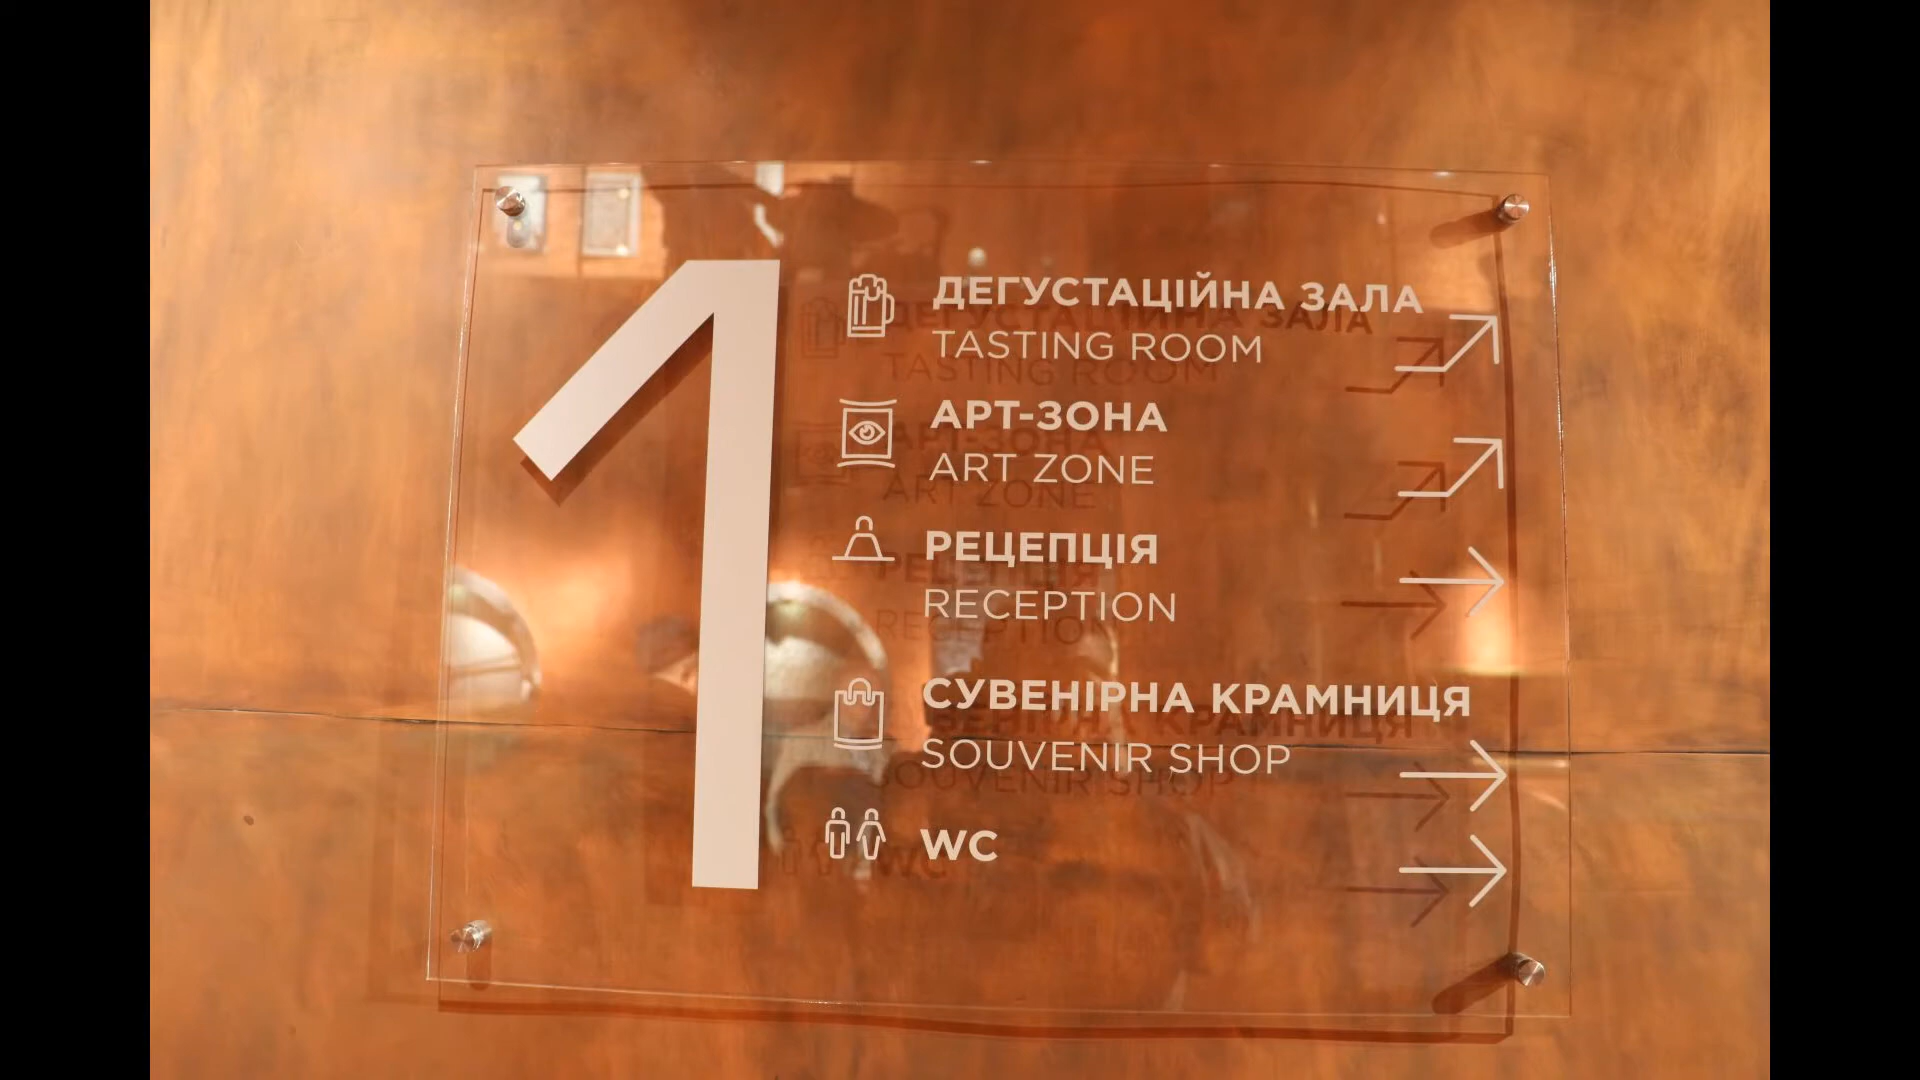 1
ДЕГУСТАЦІЙНА ЗАЛА
TASTING ROOM
АРТ-ЗОНА
ART ZONE
РЕЦЕПЦІЯ
RECEPTION
СУВЕНІРНА КРАМНИЦЯ
SOUVENIR SHOP
WC